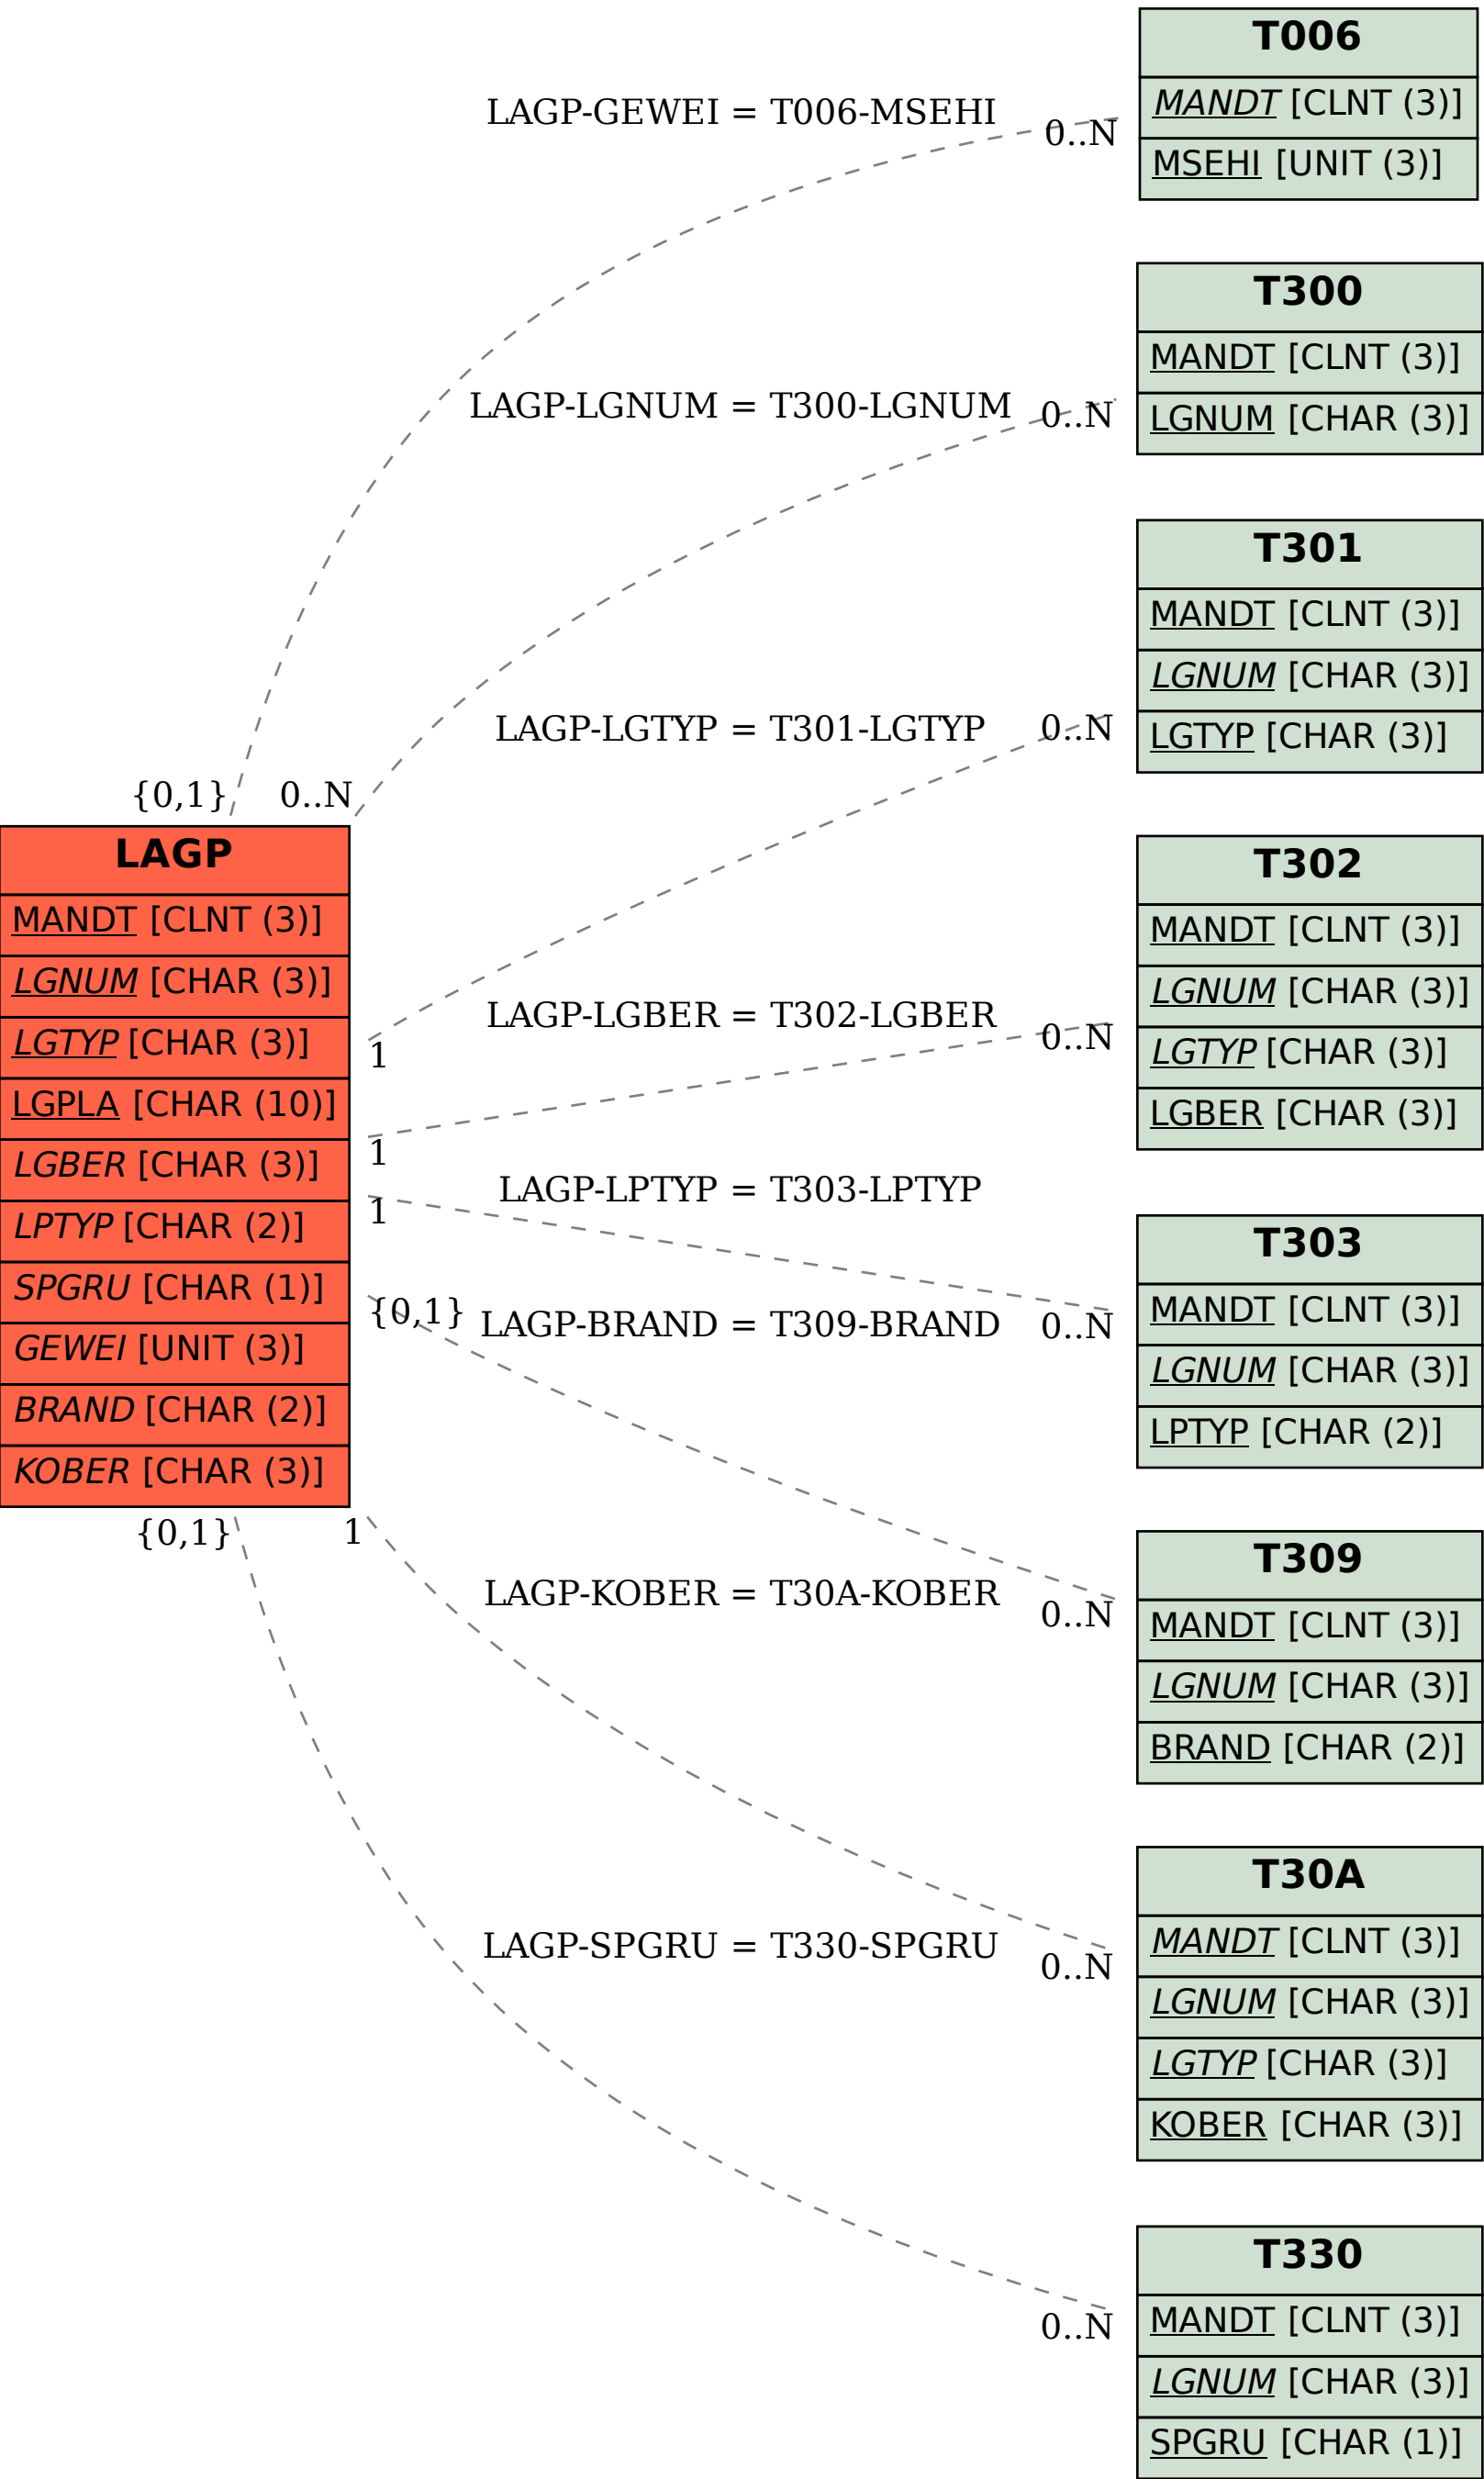 T006
MANDT [CLNT (3)]
MSEHI [UNIT (3)]
LAGP-GEWEI = T006-MSEHI
0..N
T300
MANDT [CLNT (3)]
LGNUM [CHAR (3)]
LAGP-LGNUM = T300-LGNUM
0..N
T301
MANDT [CLNT (3)]
LGNUM [CHAR (3)]
LGTYP [CHAR (3)]
LAGP-LGTYP = T301-LGTYP
0..N
{0,1}
0..N
LAGP
MANDT [CLNT (3)]
LGNUM [CHAR (3)]
LGTYP [CHAR (3)]
LGPLA [CHAR (10)]
LGBER [CHAR (3)]
LPTYP [CHAR (2)]
SPGRU [CHAR (1)]
GEWEI [UNIT (3)]
BRAND [CHAR (2)]
KOBER [CHAR (3)]
1
1
1
{0,1}
{0,1}
1
T302
MANDT [CLNT (3)]
LGNUM [CHAR (3)]
LGTYP [CHAR (3)]
LGBER [CHAR (3)]
LAGP-LGBER = T302-LGBER
0..N
LAGP-LPTYP = T303-LPTYP
T303
MANDT [CLNT (3)]
LGNUM [CHAR (3)]
LPTYP [CHAR (2)]
0..N
LAGP-BRAND = T309-BRAND
T309
MANDT [CLNT (3)]
LGNUM [CHAR (3)]
BRAND [CHAR (2)]
0..N
LAGP-KOBER = T30A-KOBER
T30A
MANDT [CLNT (3)]
LGNUM [CHAR (3)]
LGTYP [CHAR (3)]
KOBER [CHAR (3)]
0..N
LAGP-SPGRU = T330-SPGRU
T330
MANDT [CLNT (3)]
LGNUM [CHAR (3)]
SPGRU [CHAR (1)]
0..N